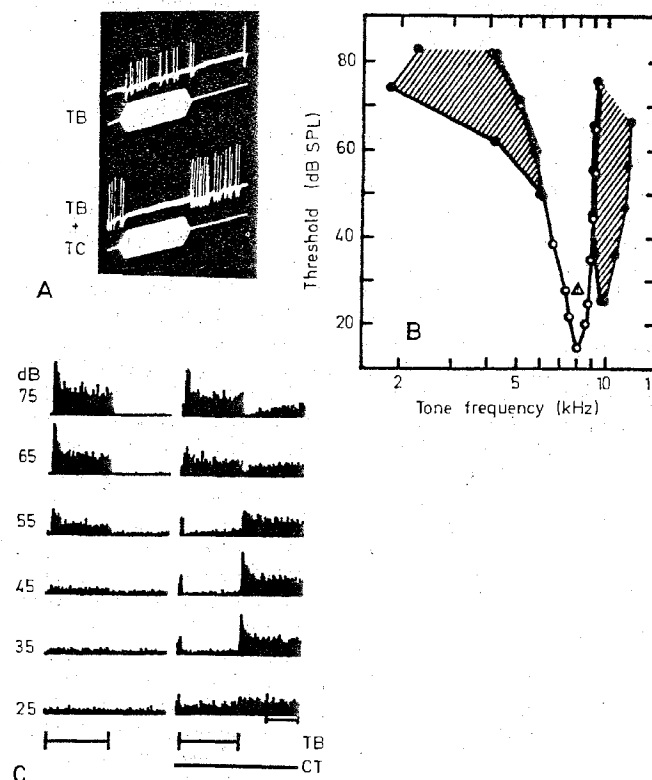 TB
TB
+
TC
A
80
60
40
20
Threshold (dB SPL)
B
2 5 10 1
Tone frequency (kHz)
dB
75
65
55
45
35
25
TB
CT
C